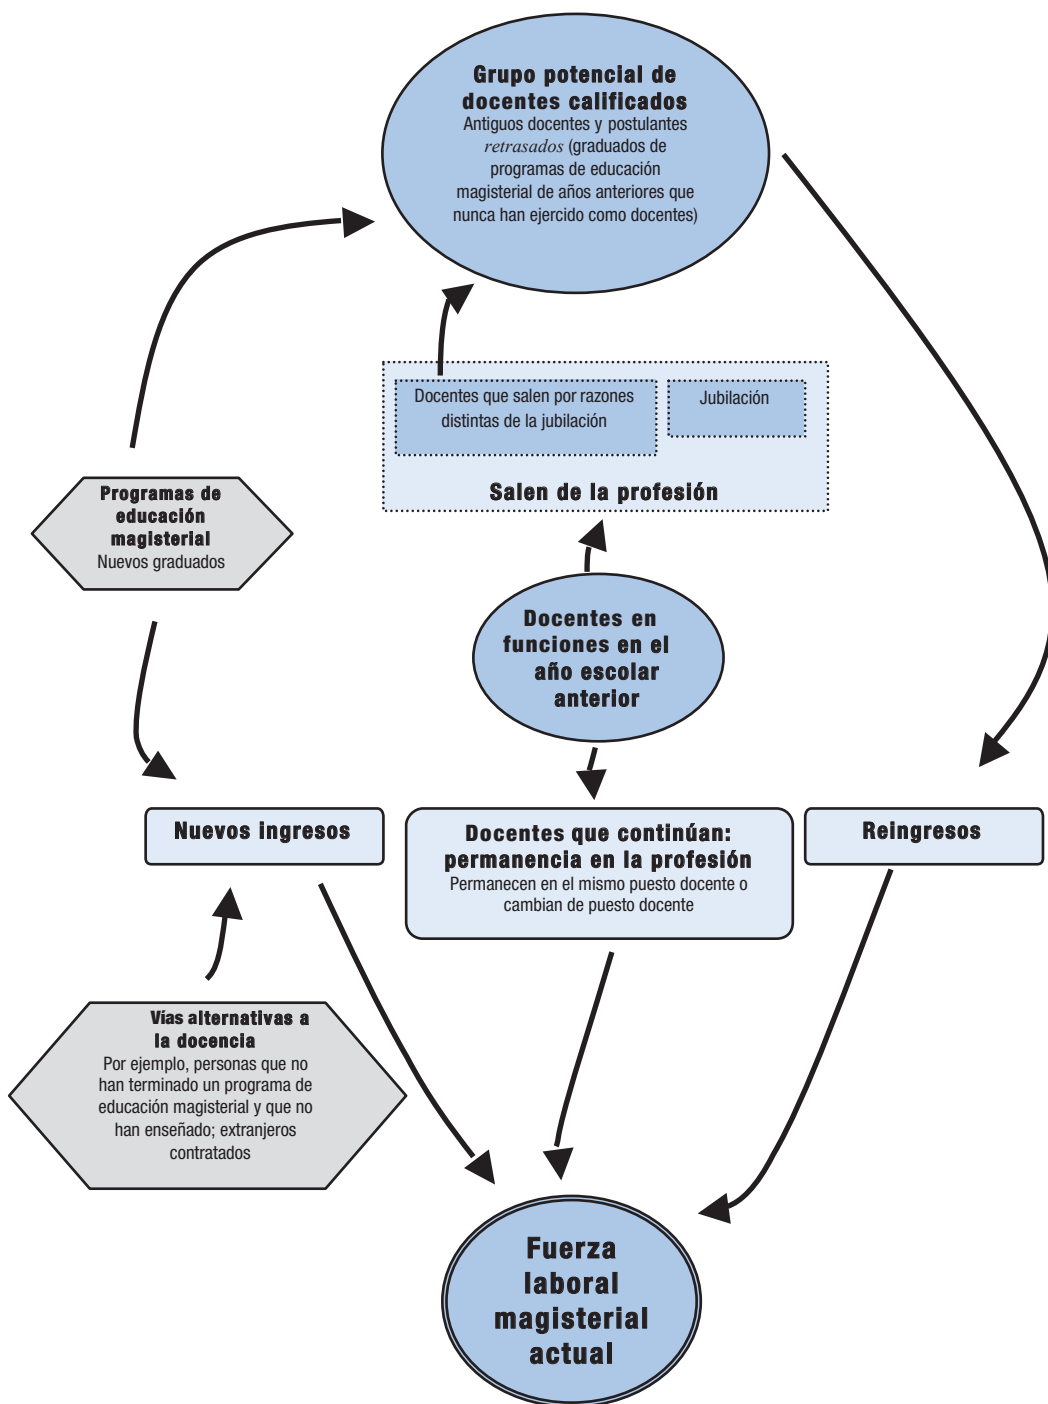 Grupo potencial de
docentes calificados
Antiguos docentes y postulantes
retrasados (graduados de
programas de educación
magisterial de años anteriores que
nunca han ejercido como docentes)
Docentes que salen por razones
distintas de la jubilación
Jubilación
Salen de la profesión
Programas de
educación
magisterial
Nuevos graduados
Docentes en
funciones en el
año escolar
anterior
Nuevos ingresos
Docentes que continúan:
permanencia en la profesión
Permanecen en el mismo puesto docente o
cambian de puesto docente
Reingresos
Vías alternativas a
la docencia
Por ejemplo, personas que no
han terminado un programa de
educación magisterial y que no
han enseñado; extranjeros
contratados
Fuerza
laboral
magisterial
actual